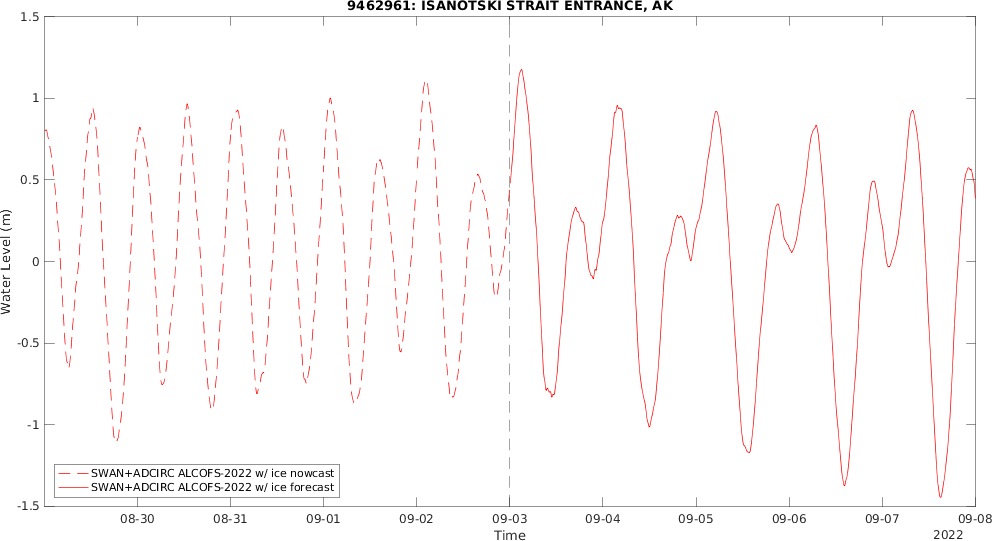 9462961: ISANOTSKI STRAIT ENTRANCE, AK
1.5
1
0.5
0
-0.5
-1
-1.5
Water Level (m)
SWAN+ADCIRC ALCOFS-2022 w/ ice nowcast
SWAN+ADCIRC ALCOFS-2022 w/ ice forecast
08-30 08-31 09-01 09-02 09-03 09-04 09-05 09-06 09-07 09-08
Time
2022